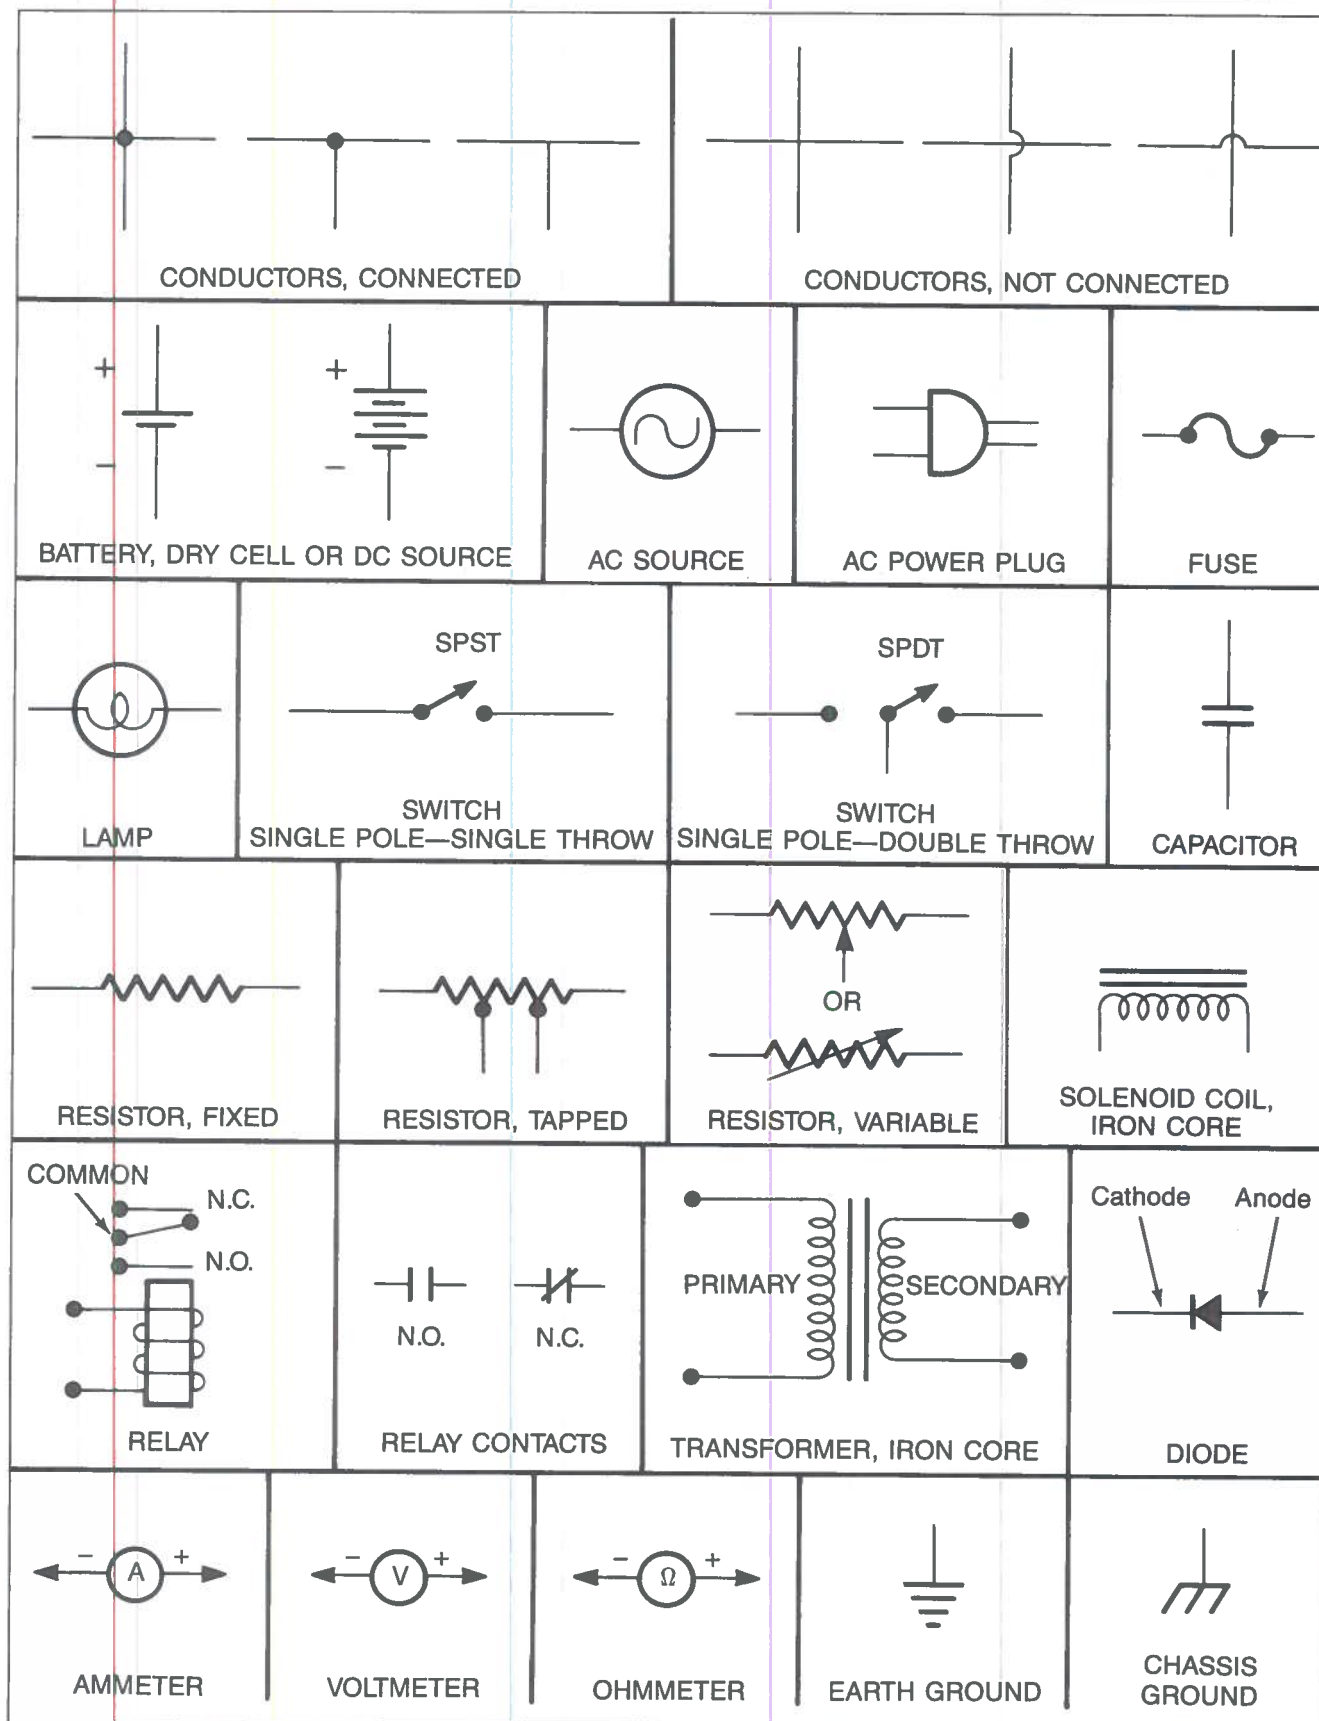 CONDUCTORS, CONNECTED
CONDUCTORS, NOT CONNECTED
+
−
+
−
BATTERY, DRY CELL OR DC SOURCE
AC SOURCE
AC POWER PLUG
FUSE
LAMP
SPST
SWITCH
SINGLE POLE—SINGLE THROW
SPDT
SWITCH
SINGLE POLE—DOUBLE THROW
CAPACITOR
RESISTOR, FIXED
RESISTOR, TAPPED
OR
RESISTOR, VARIABLE
SOLENOID COIL,
IRON CORE
COMMON
N.C.
N.O.
RELAY
N.O.
N.C.
RELAY CONTACTS
PRIMARY
SECONDARY
TRANSFORMER, IRON CORE
Cathode
Anode
DIODE
− A +
AMMETER
− V +
VOLTMETER
− Ω +
OHMMETER
EARTH GROUND
CHASSIS
GROUND